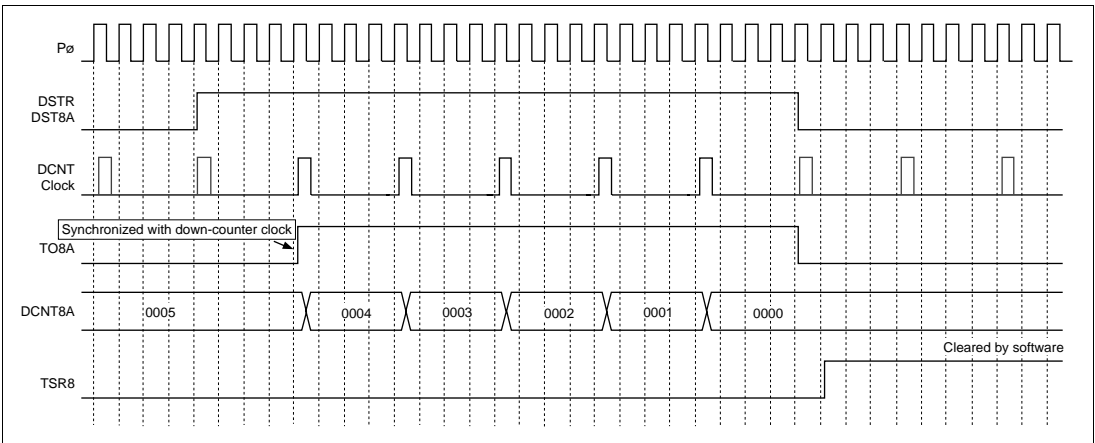 Pø
DSTR
DST8A
DCNT
Clock
Synchronized with down-counter clock
TO8A
DCNT8A
0005
0004
0003
0002
0001
0000
Cleared by software
TSR8